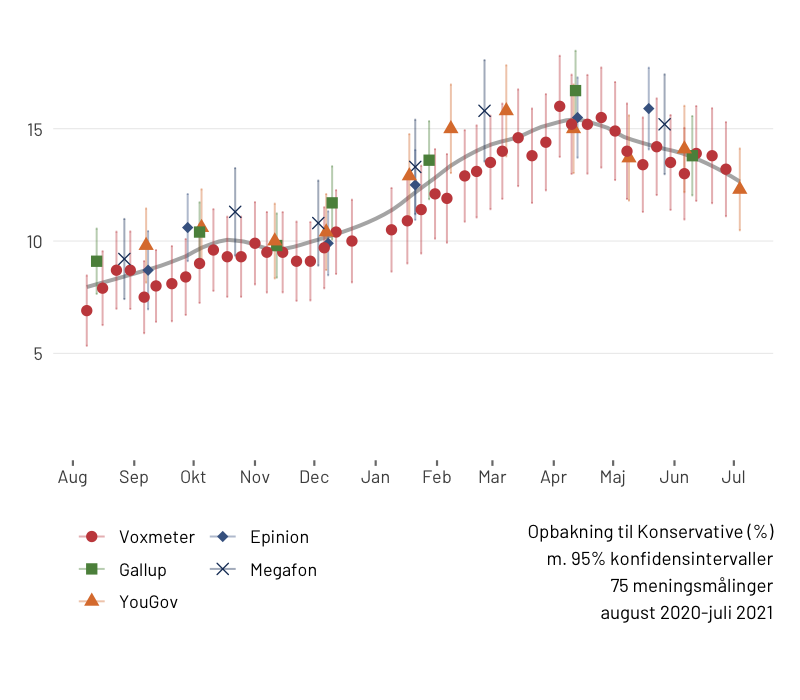 15
10
5
Aug Sep Okt Nov Dec Jan Feb Mar Apr Maj Jun Jul
Voxmeter Epinion
Gallup Megafon
YouGov
Opbakning til Konservative (%)
m. 95% konfidensintervaller
75 meningsmålinger
august 2020-juli 2021